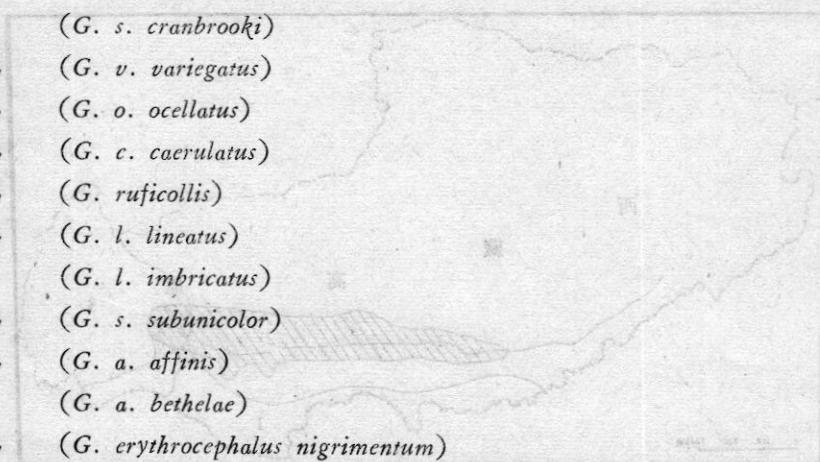 (G. s. cranbrooki)
(G. v. variegatus)
(G. o. ocellatus)
(G. c. caerulatus)
(G. ruficollis)
(G. l. lineatus)
(G. l. imbricatus)
(G. s. subunicolor)
(G. a. affinis)
(G. a. bethelae)
(G. erythrocephalus nigrimentum)